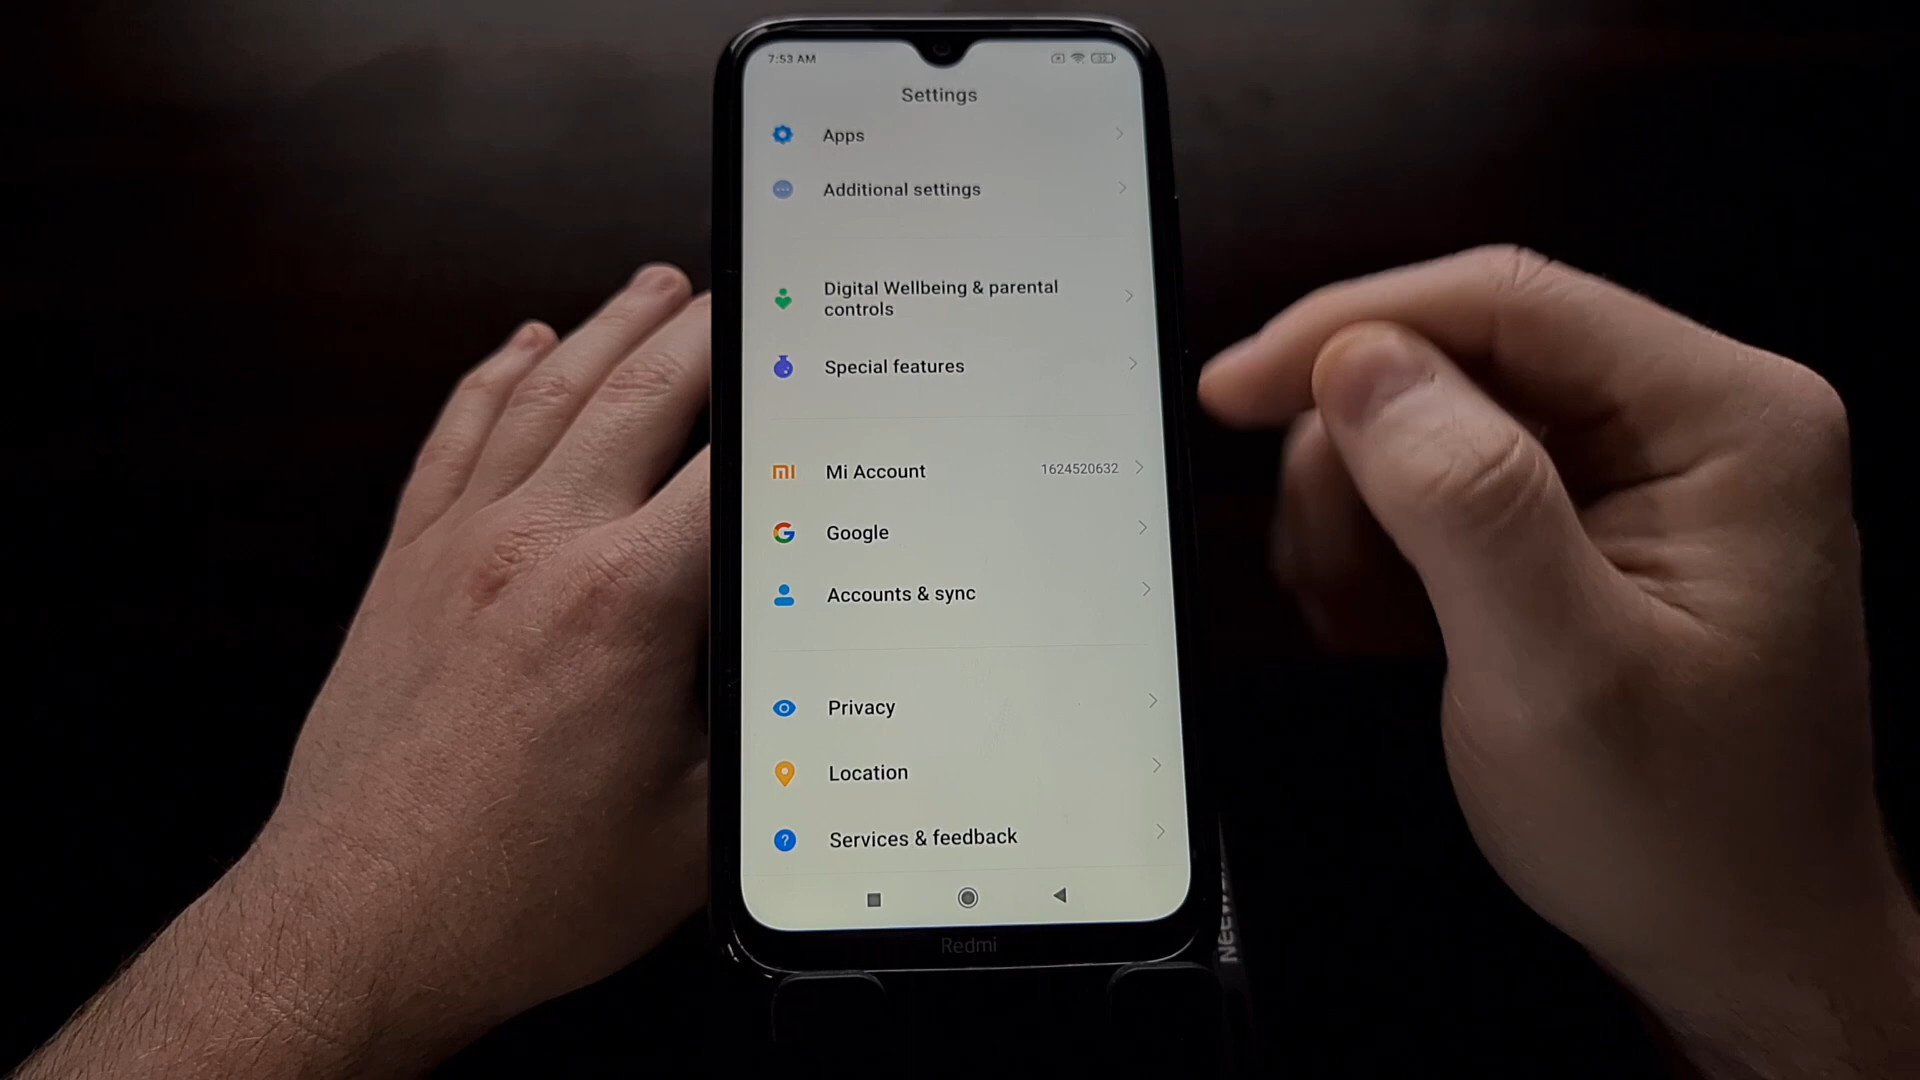 7:53 AM
Settings
Apps
Additional settings
Digital Wellbeing & parental
controls
Special features
Mi Account 1624520632
Google
Accounts & sync
Privacy
Location
Services & feedback
Redmi